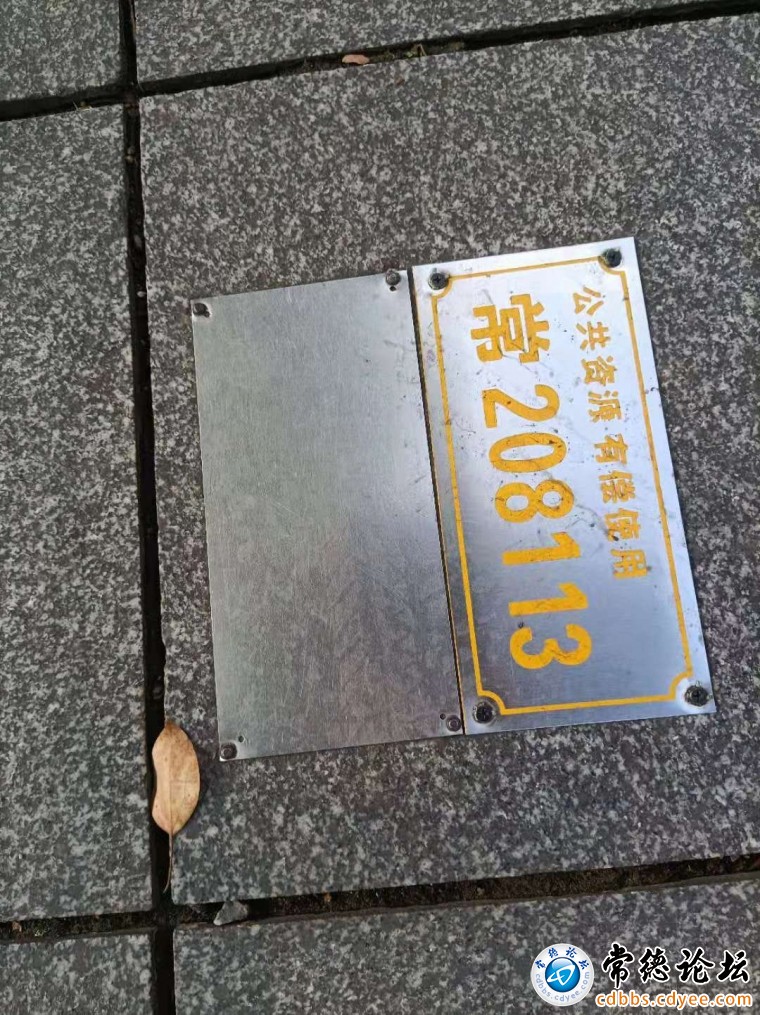 公共资源 有偿使用
常208113
常德论坛
cdbbs.cdyee.com